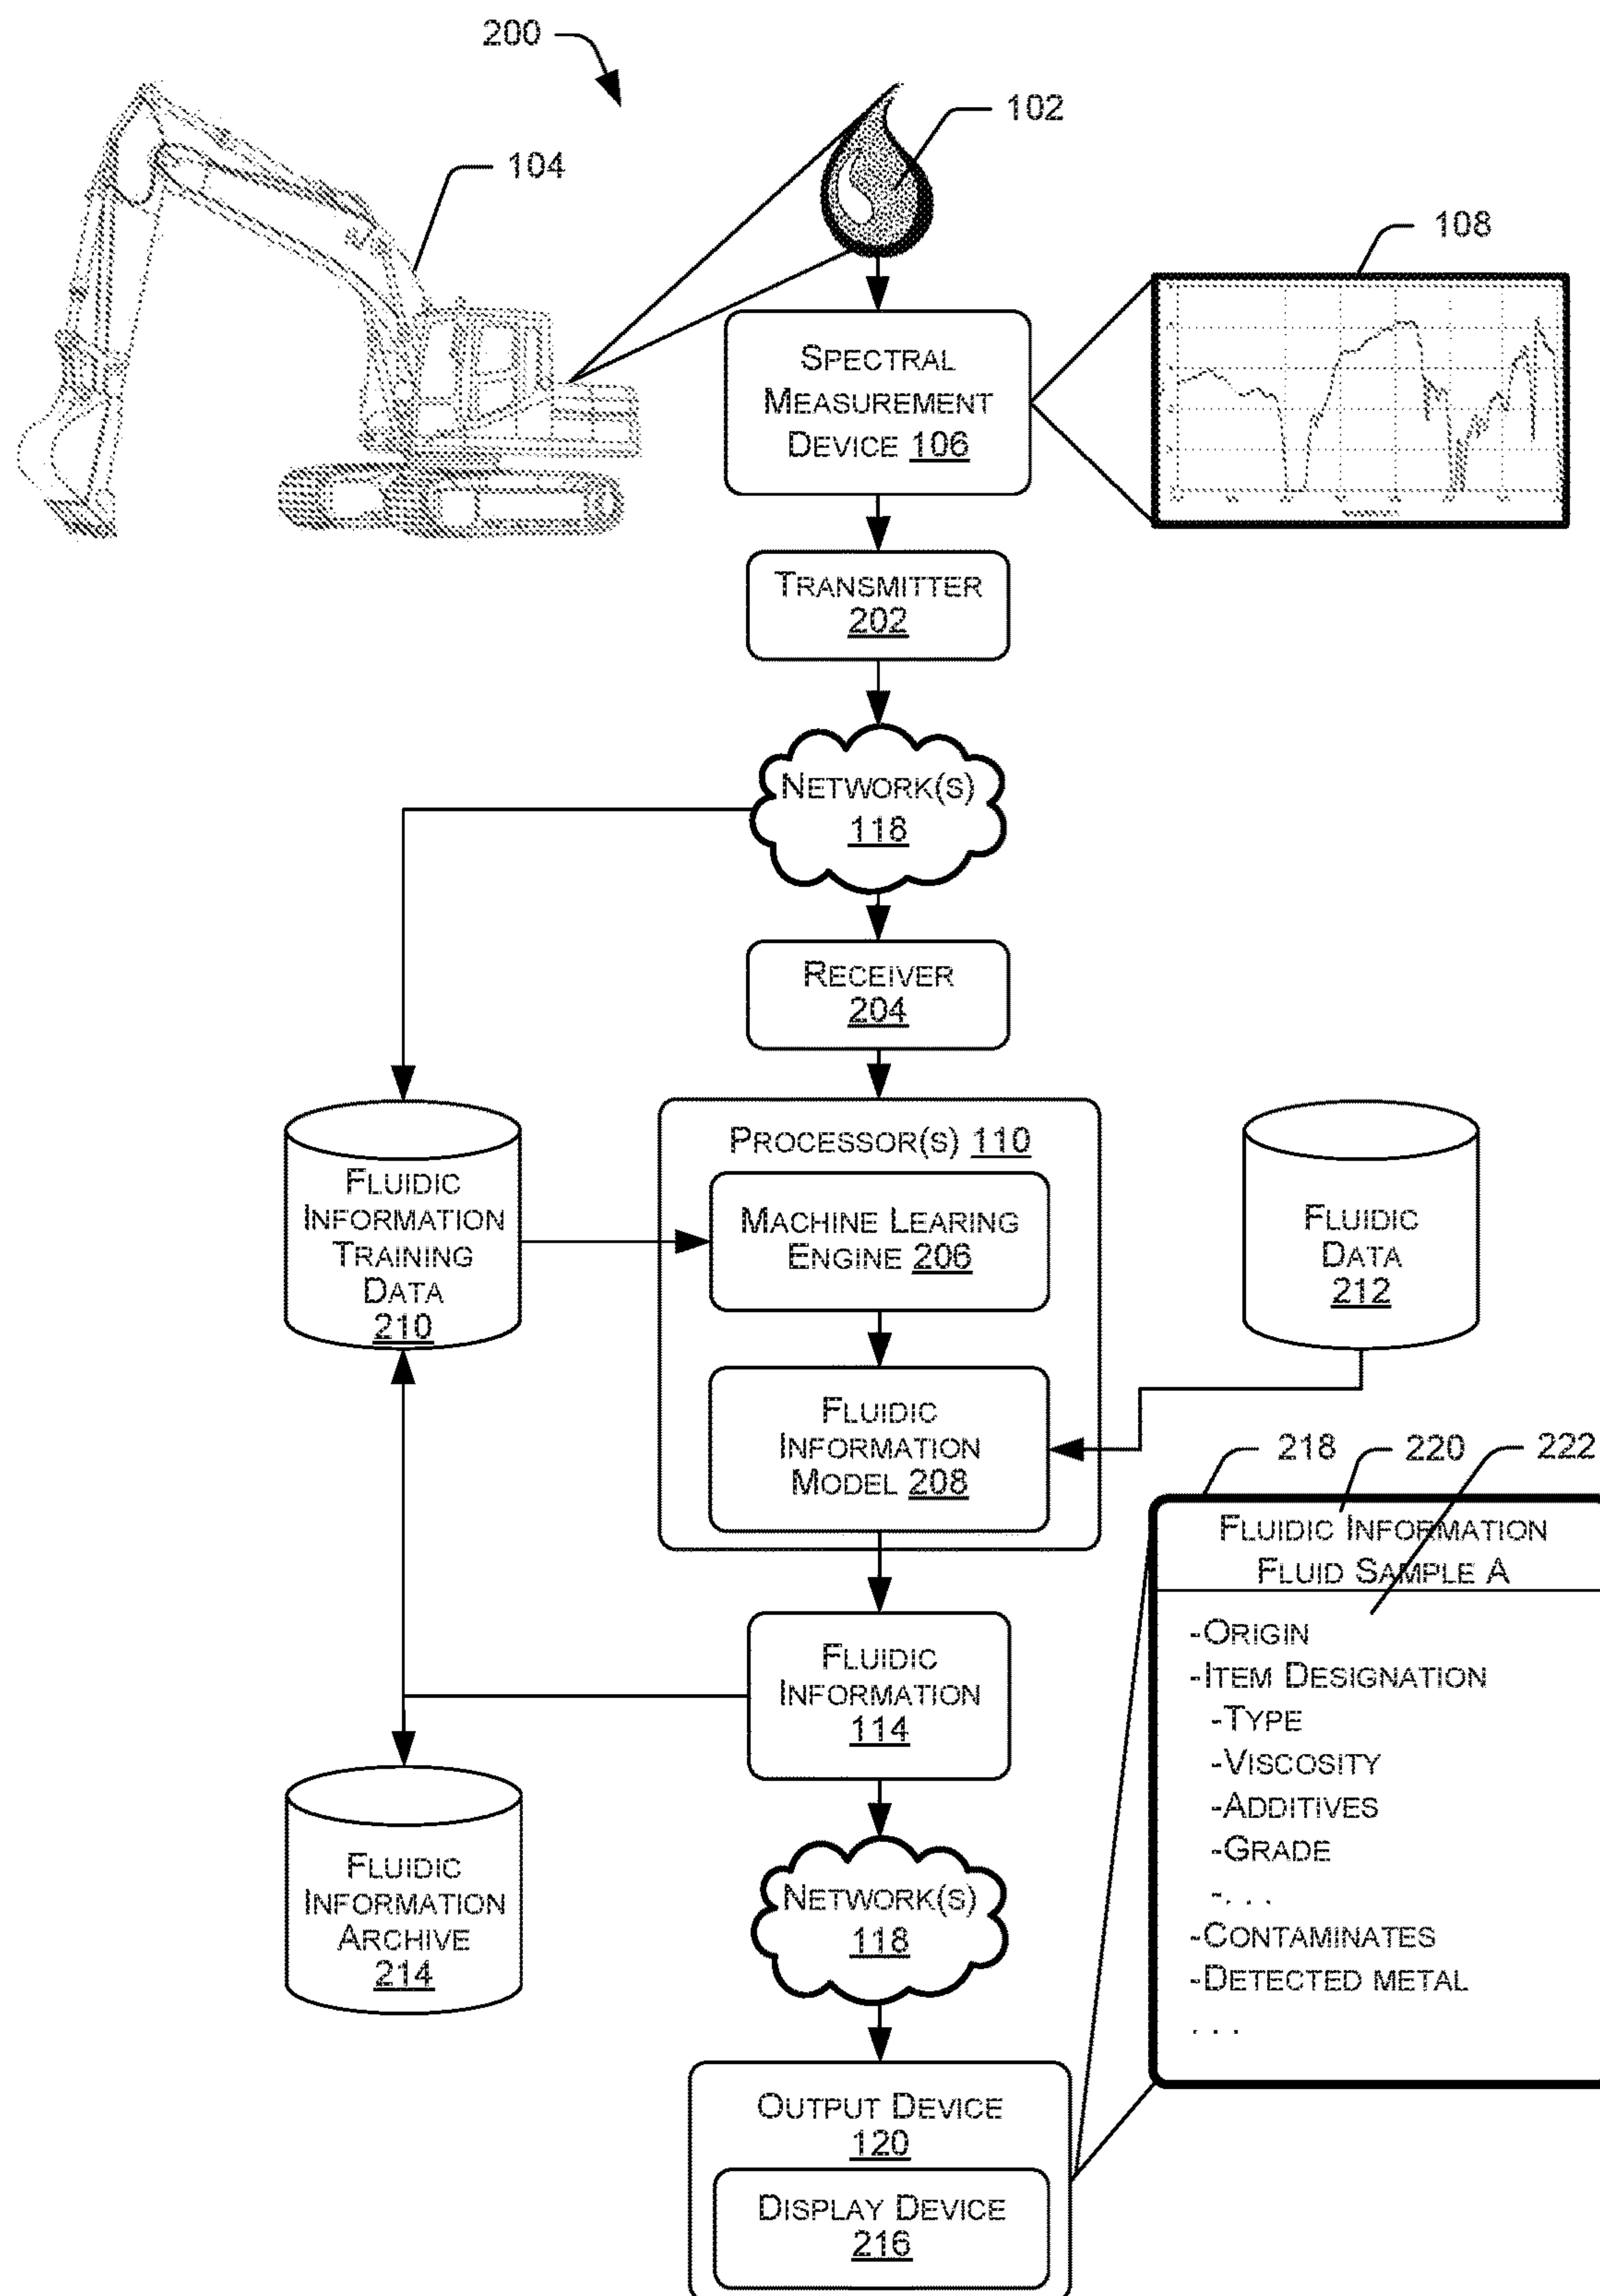 200
102
104
108
SPECTRAL
MEASUREMENT
DEVICE 106
TRANSMITTER
202
NETWORK(S)
118
RECEIVER
204
PROCESSOR(S) 110
FLUIDIC
INFORMATION
TRAINING
DATA
210
MACHINE LEARING
ENGINE 206
FLUIDIC
DATA
212
FLUIDIC
INFORMATION
MODEL 208
218
220
222
FLUIDIC INFORMATION
FLUID SAMPLE A
-ORIGIN
-ITEM DESIGNATION
-TYPE
-VISCOSITY
-ADDITIVES
-GRADE
-. . .
-CONTAMINATES
-DETECTED METAL
. . .
FLUIDIC
INFORMATION
114
FLUIDIC
INFORMATION
ARCHIVE
214
NETWORK(S)
118
OUTPUT DEVICE
120
DISPLAY DEVICE
216